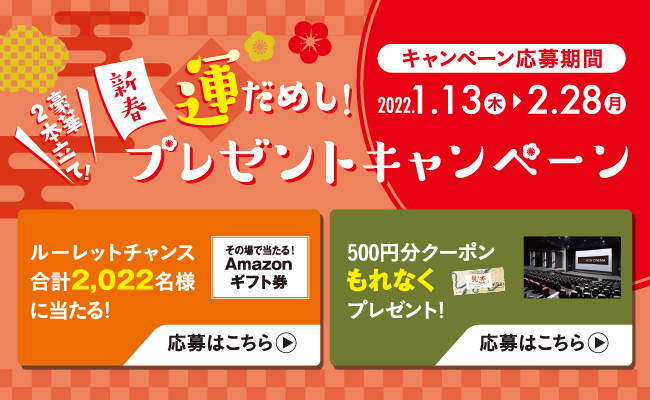 豪華
2本立て!
新春
運だめし!
プレゼントキャンペーン
キャンペーン応募期間
2022.1.13木▶2.28月
ルーレットチャンス
合計2,022名様
に当たる!
その場で当たる!
Amazon
ギフト券
応募はこちら
500円分クーポン
もれなく
プレゼント!
応募はこちら